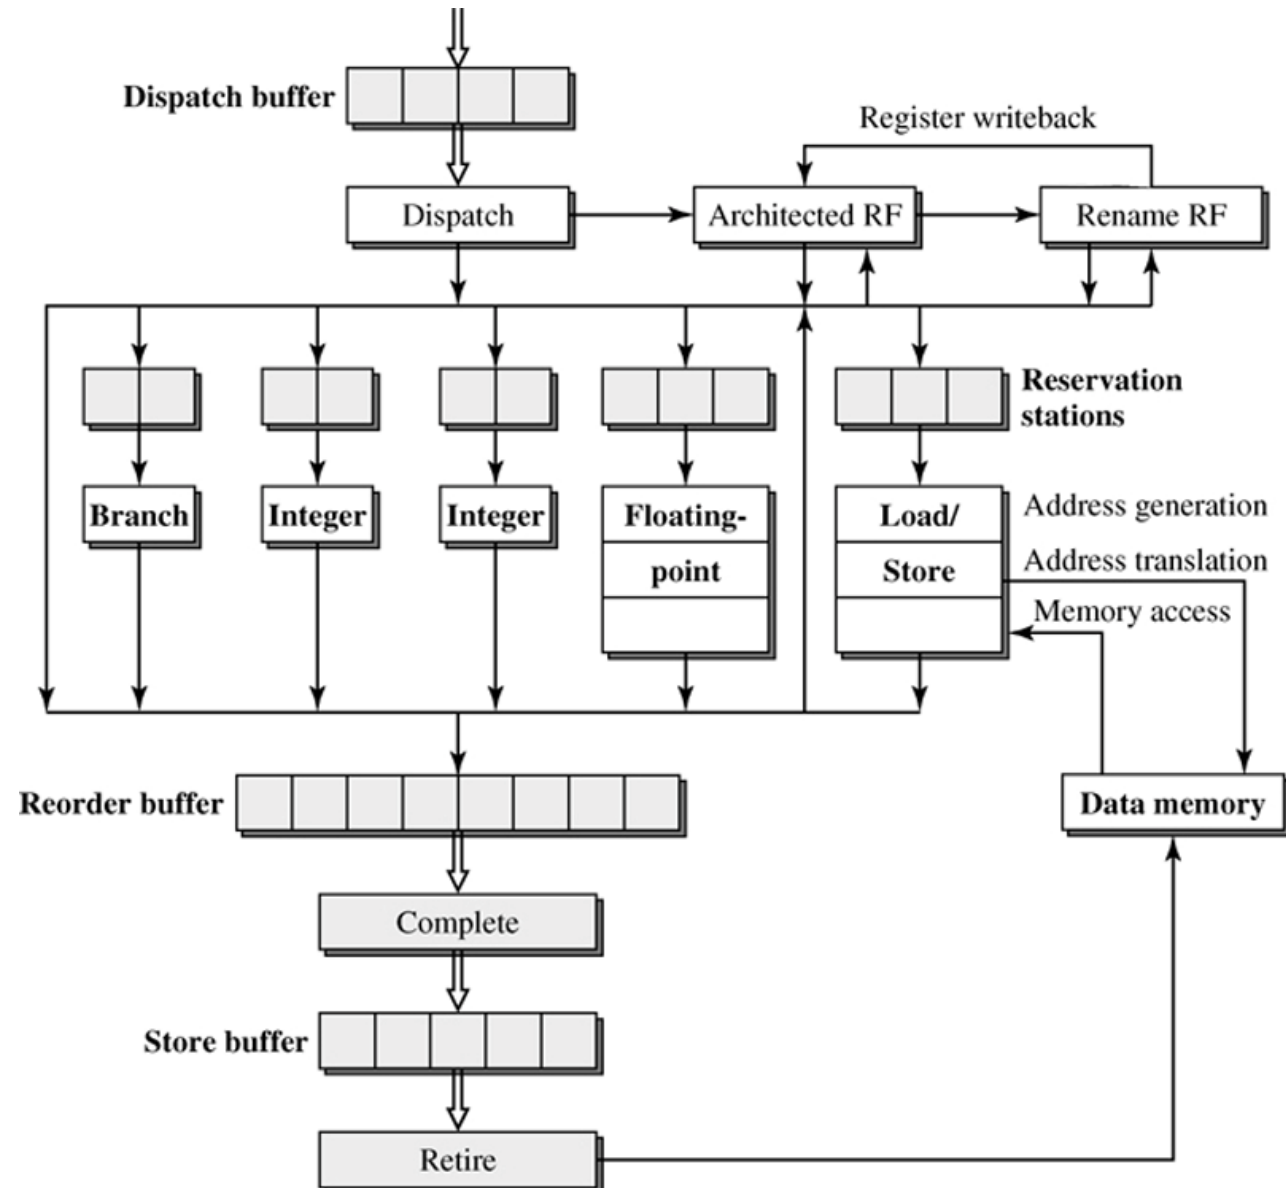 Dispatch buffer
Register writeback
Dispatch
Architected RF
Rename RF
Reservation
stations
Branch
Integer
Integer
Floating-
point
Load/
Store
Address generation
Address translation
Memory access
Reorder buffer
Data memory
Complete
Store buffer
Retire